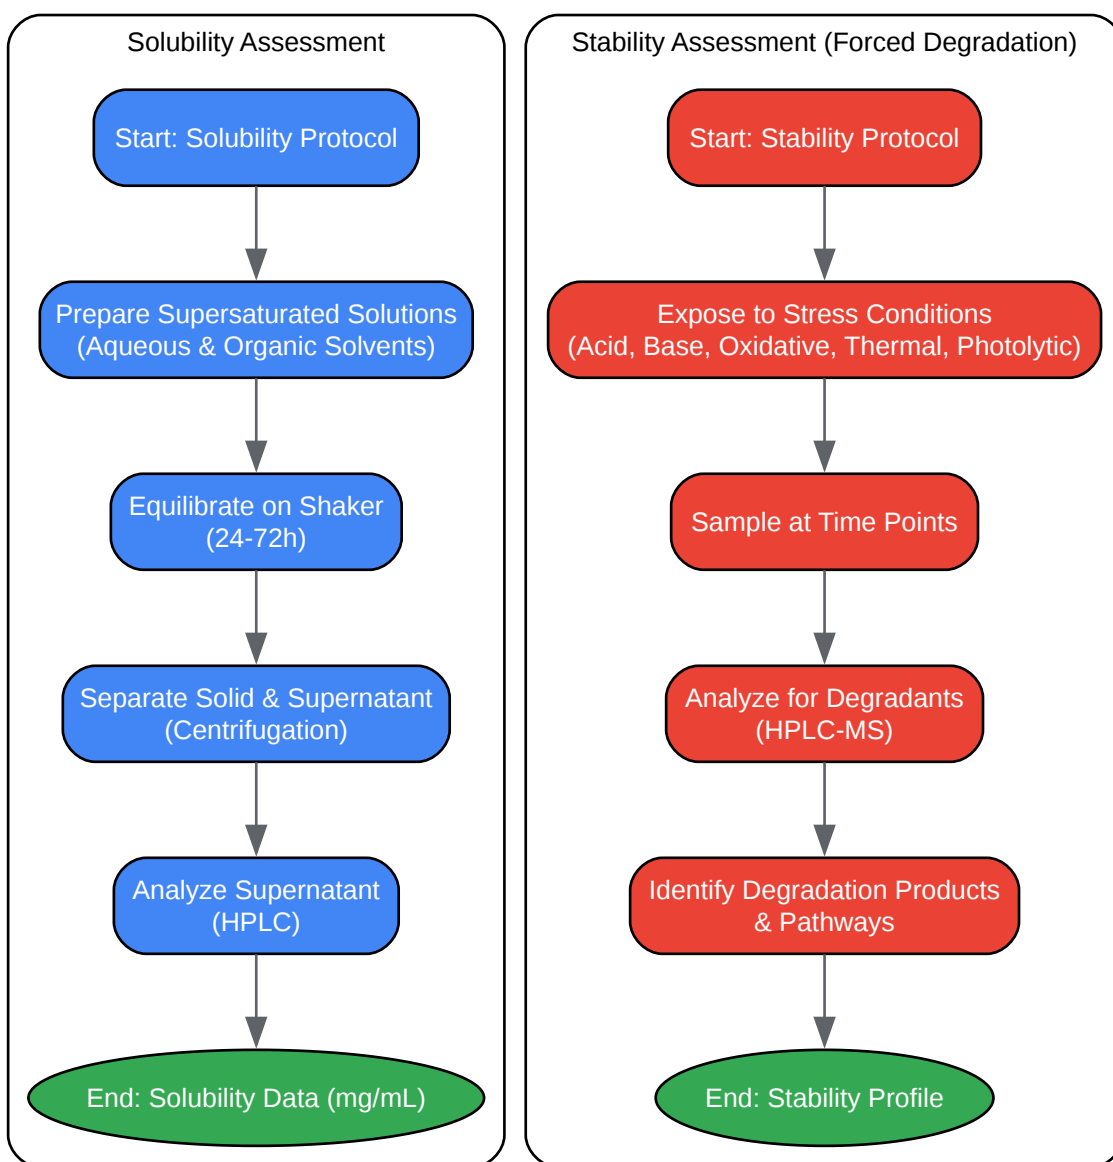 Solubility Assessment
Start: Solubility Protocol
Prepare Supersaturated Solutions
(Aqueous & Organic Solvents)
Equilibrate on Shaker
(24-72h)
Separate Solid & Supernatant
(Centrifugation)
Analyze Supernatant
(HPLC)
End: Solubility Data (mg/mL)
Stability Assessment (Forced Degradation)
Start: Stability Protocol
Expose to Stress Conditions
(Acid, Base, Oxidative, Thermal, Photolytic)
Sample at Time Points
Analyze for Degradants
(HPLC-MS)
Identify Degradation Products
& Pathways
End: Stability Profile